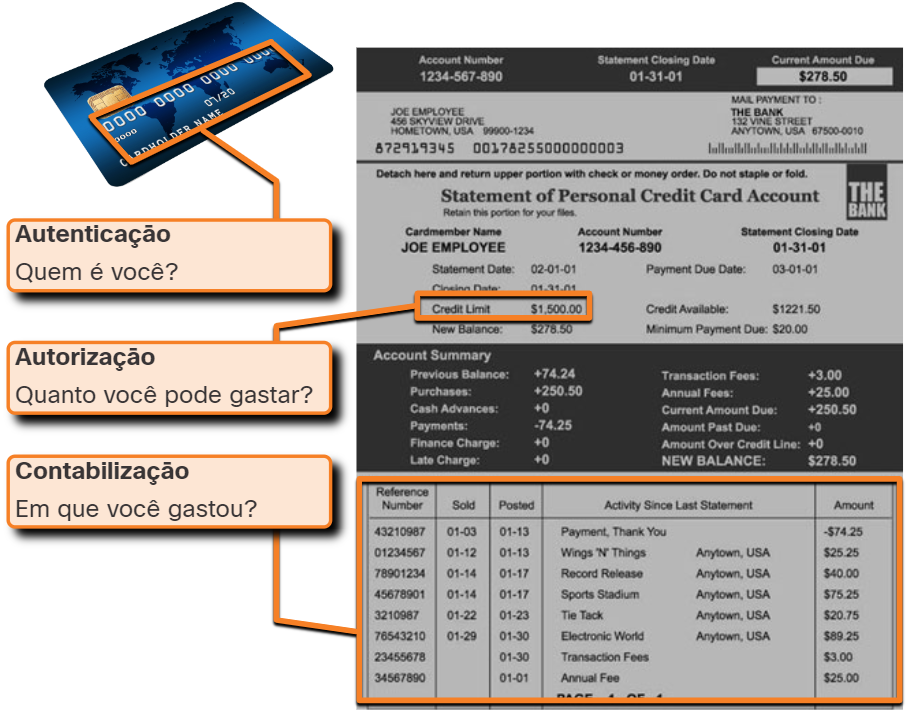 0000 0000 0000 000
0000
07/20
CARDHOLDER NAME
Autenticação
Quem é você?
Autorização
Quanto você pode gastar?
Contabilização
Em que você gastou?
Account Number Statement Closing Date Current Amount Due
1234-567-890 01-31-01 $278.50
MAIL PAYMENT TO :
JOE EMPLOYEE THE BANK
456 SKYVIEW DRIVE 132 VINE STREET
HOMETOWN, USA 99900-1234 ANYTOWN, USA 67500-0010
872919345 00178255000000003
Detach here and return upper portion with check or money order. Do not staple or fold.
Statement of Personal Credit Card Account
Retain this portion for your files.
THE
BANK
Cardmember Name Account Number Statement Closing Date
JOE EMPLOYEE 1234-456-890 01-31-01
Statement Date: 02-01-01 Payment Due Date: 03-01-01
Closing Date: 01-31-01
Credit Limit $1,500.00 Credit Available: $1221.50
New Balance: $278.50 Minimum Payment Due: $20.00
Account Summary
Previous Balance: +74.24 Transaction Fees: +3.00
Purchases: +250.50 Annual Fees: +25.00
Cash Advances: +0 Current Amount Due: +250.50
Payments: -74.25 Amount Past Due: +0
Finance Charge: +0 Amount Over Credit Line: +0
Late Charge: +0 NEW BALANCE: $278.50
Reference
Number Sold Posted Activity Since Last Statement Amount
43210987 01-03 01-13 Payment, Thank You -$74.25
01234567 01-12 01-13 Wings 'N' Things Anytown, USA $25.25
78901234 01-14 01-17 Record Release Anytown, USA $40.00
45678901 01-14 01-17 Sports Stadium Anytown, USA $75.25
3210987 01-22 01-23 Tie Tack Anytown, USA $20.75
76543210 01-29 01-30 Electronic World Anytown, USA $89.25
23455678 01-30 Transaction Fees $3.00
34567890 01-01 Annual Fee $25.00
PAGE 1 OF 1